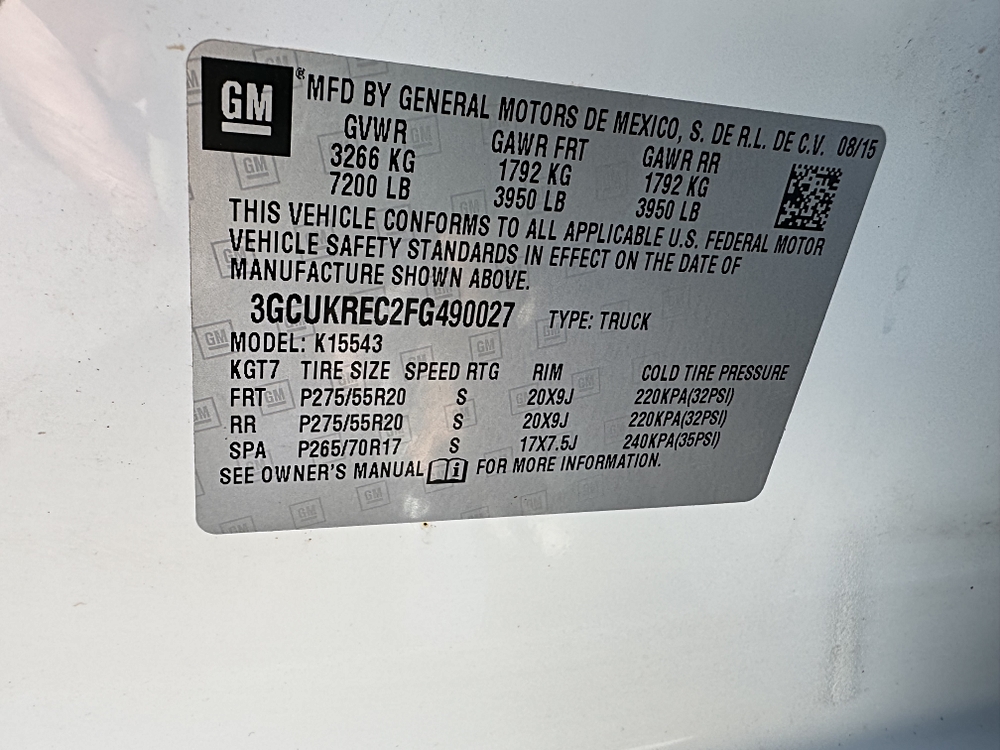 GM ® MFD BY GENERAL MOTORS DE MEXICO, S. DE R.L. DE C.V. 08/15
GVWR GAWR FRT GAWR RR
3266 KG 1792 KG 1792 KG
7200 LB 3950 LB 3950 LB
THIS VEHICLE CONFORMS TO ALL APPLICABLE U.S. FEDERAL MOTOR
VEHICLE SAFETY STANDARDS IN EFFECT ON THE DATE OF
MANUFACTURE SHOWN ABOVE.
3GCUKREC2FG490027 TYPE: TRUCK
MODEL: K15543
KGT7 TIRE SIZE SPEED RTG RIM COLD TIRE PRESSURE
FRT P275/55R20 S 20X9J 220KPA(32PSI)
RR P275/55R20 S 20X9J 220KPA(32PSI)
SPA P265/70R17 S 17X7.5J 240KPA(35PSI)
SEE OWNER'S MANUAL i FOR MORE INFORMATION.